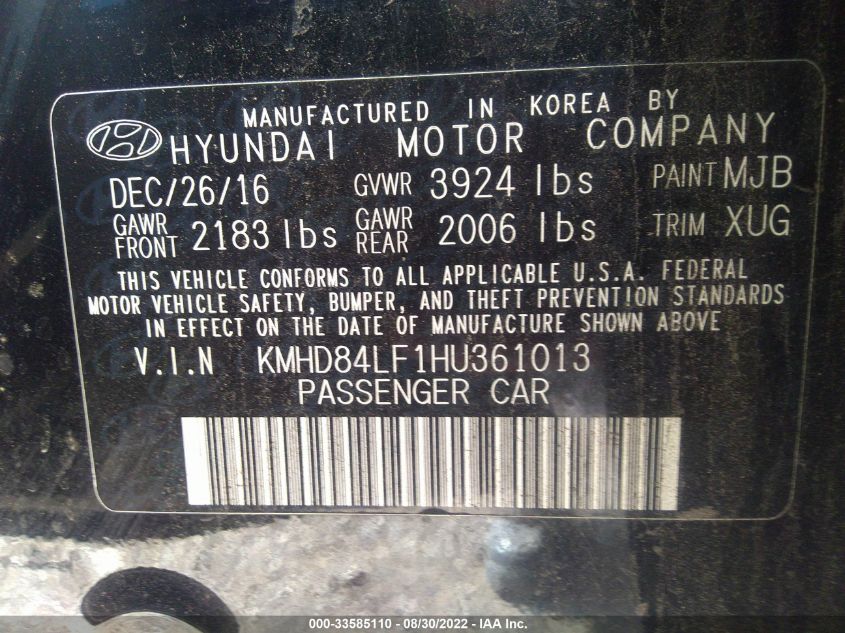 MANUFACTURED IN KOREA BY
HYUNDAI MOTOR COMPANY
DEC/26/16 GVWR 3924 lbs PAINT MJB
GAWR FRONT 2183 lbs GAWR REAR 2006 lbs TRIM XUG
THIS VEHICLE CONFORMS TO ALL APPLICABLE U.S.A. FEDERAL
MOTOR VEHICLE SAFETY, BUMPER, AND THEFT PREVENTION STANDARDS
IN EFFECT ON THE DATE OF MANUFACTURE SHOWN ABOVE
V.I.N KMHD84LF1HU361013
PASSENGER CAR
000-33585110 - 08/30/2022 - IAA Inc.